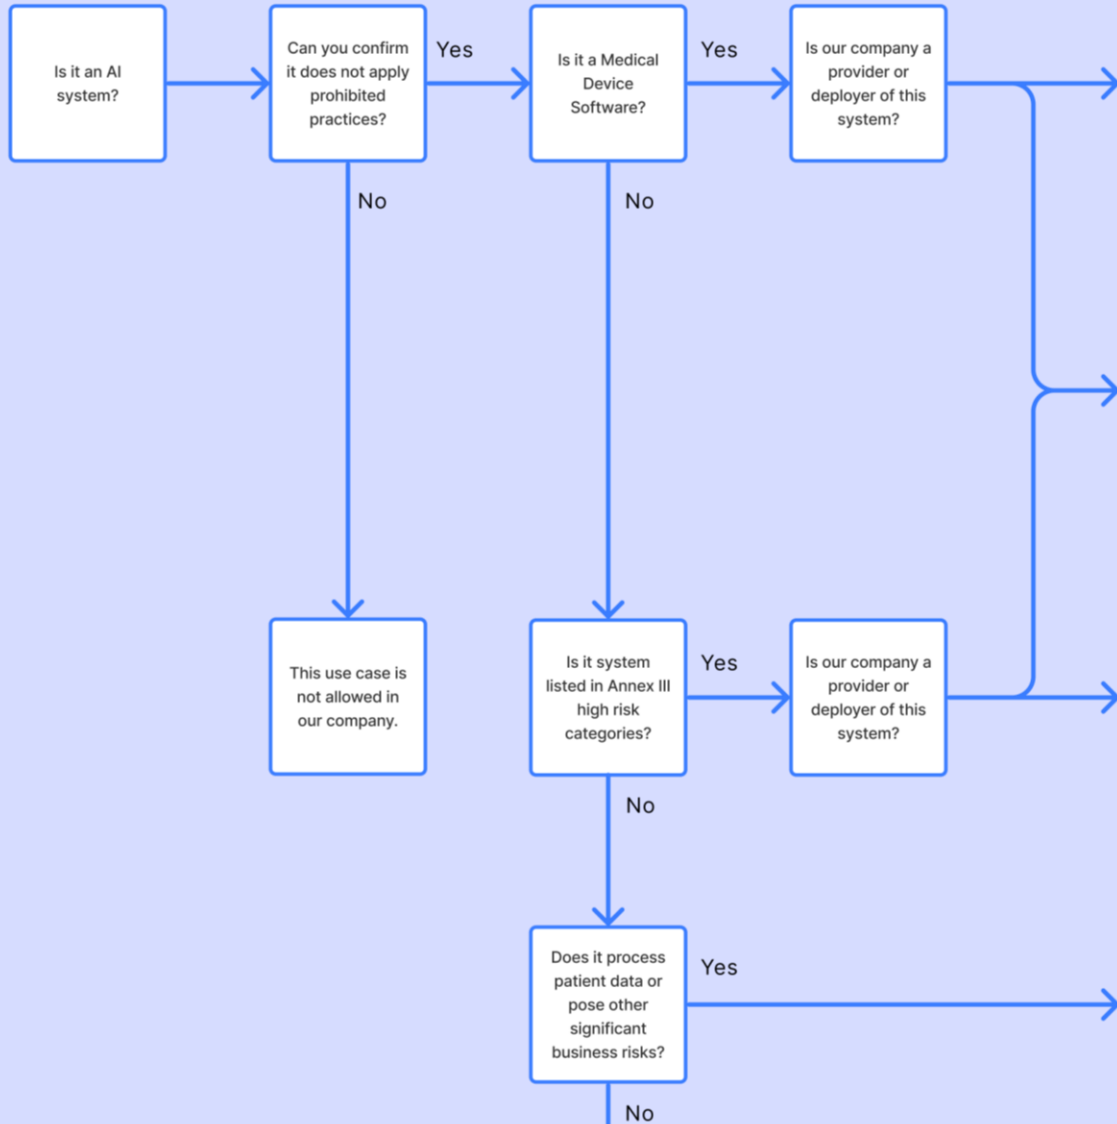 Is it an AI
system?
Can you confirm
it does not apply
prohibited
practices?
Yes
Is it a Medical
Device
Software?
Yes
Is our company a
provider or
deployer of this
system?
No
No
This use case is
not allowed in
our company.
Is it system
listed in Annex III
high risk
categories?
Yes
Is our company a
provider or
deployer of this
system?
No
Does it process
patient data or
pose other
significant
business risks?
Yes
No